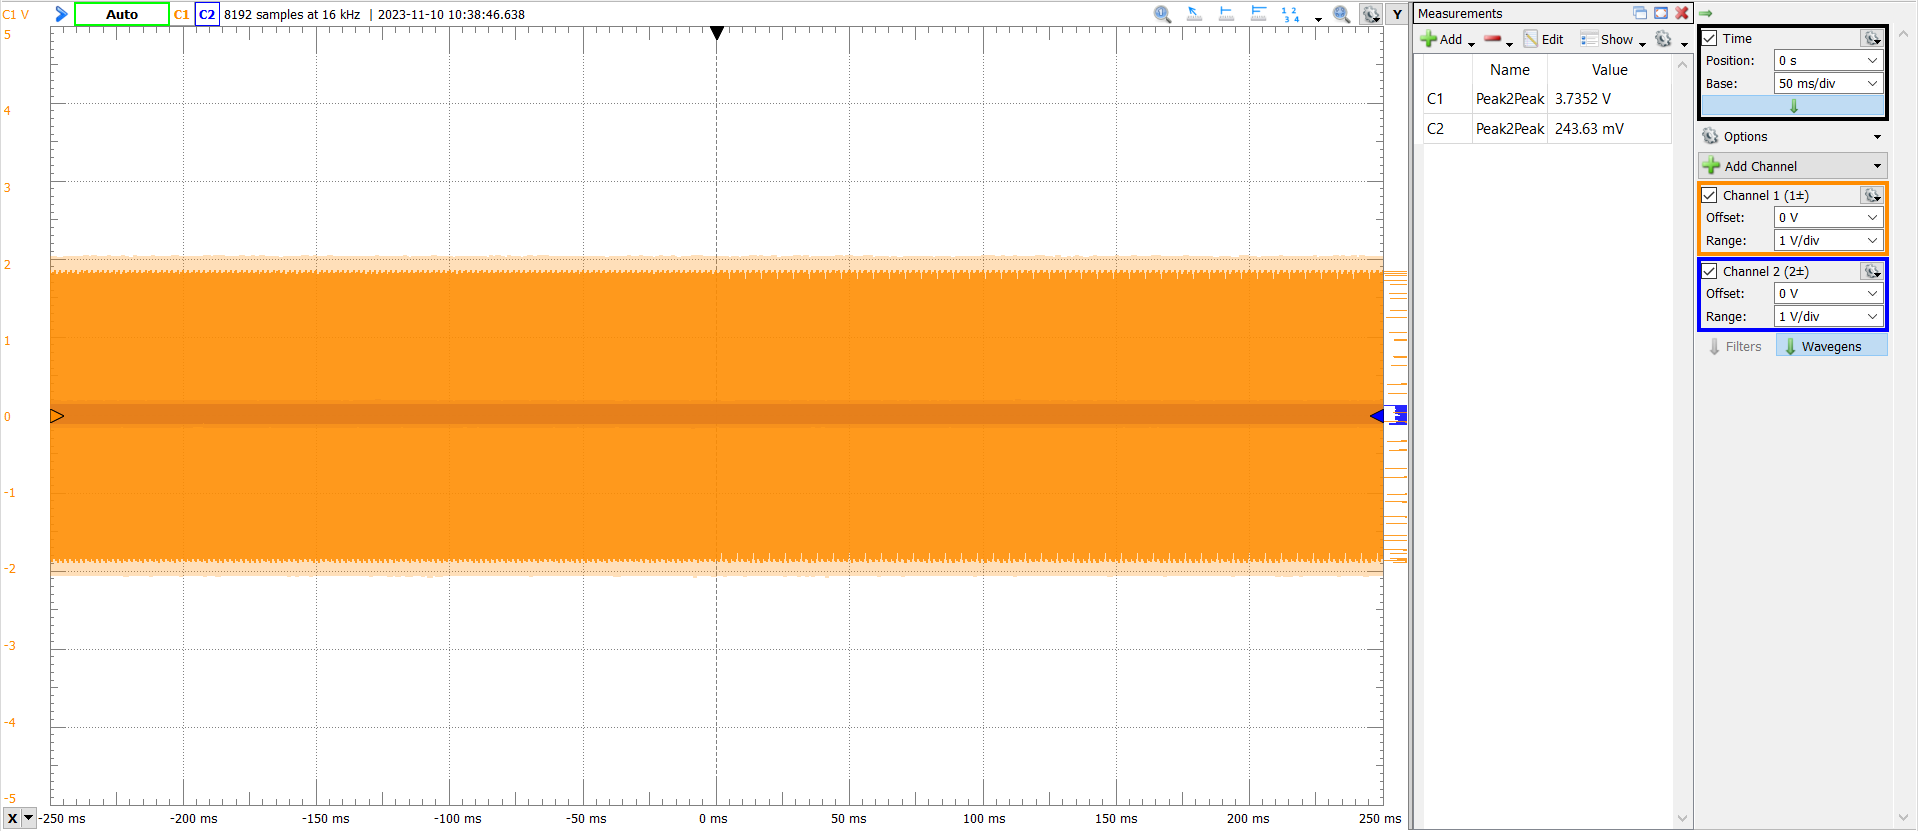 C1 V Auto C1 C2 8192 samples at 16 kHz | 2023-11-10 10:38:46.638 Y
5
4
3
2
1
0
-1
-2
-3
-4
-5
X -250 ms -200 ms -150 ms -100 ms -50 ms 0 ms 50 ms 100 ms 150 ms 200 ms 250 ms
Measurements
Add Edit Show
Name Value
C1 Peak2Peak 3.7352 V
C2 Peak2Peak 243.63 mV
Time
Position: 0 s
Base: 50 ms/div
Options
Add Channel
Channel 1 (1±)
Offset: 0 V
Range: 1 V/div
Channel 2 (2±)
Offset: 0 V
Range: 1 V/div
Filters Wavegens